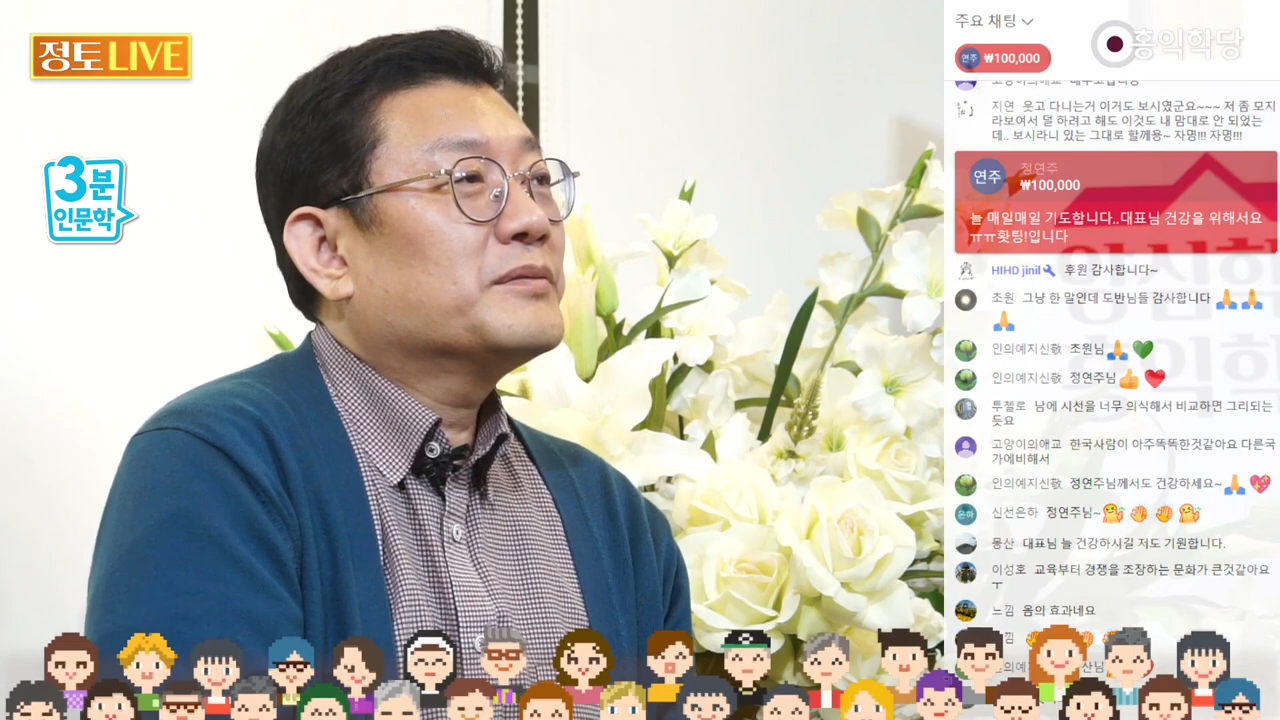 정토 LIVE
3분
인문학
주요 채팅
홍익학당
연주 ₩100,000
지연 웃고 다니는거 이거도 보시였군요~~~ 저 좀 모지
라보여서 덜 하려고 해도 이것도 내 맘대로 안 되었는
데.. 보시라니 있는 그대로 할께용~ 자명!!! 자명!!!
연주 정연주
₩100,000
늘 매일매일 기도합니다..대표님 건강을 위해서요
ㅠㅠ홧팅!입니다
HIHD jinil 후원 감사합니다~
초원 그냥 한 말인데 도반님들 감사합니다 🙏🙏
🙏
인의예지신敬 초원님🙏💚
인의예지신敬 정연주님👍❤️
투첼로 남에 시선을 너무 의식해서 비교하면 그리되는
듯요
고양이의애교 한국사람이 아주똑똑한것같아요 다른국
가에비해서
인의예지신敬 정연주님께서도 건강하세요~🙏💖
은하 신선은하 정연주님~
몽산 대표님 늘 건강하시길 저도 기원합니다.
이성호 교육부터 경쟁을 조장하는 문화가 큰것같아요
ㅜ
느낌 옴의 효과네요